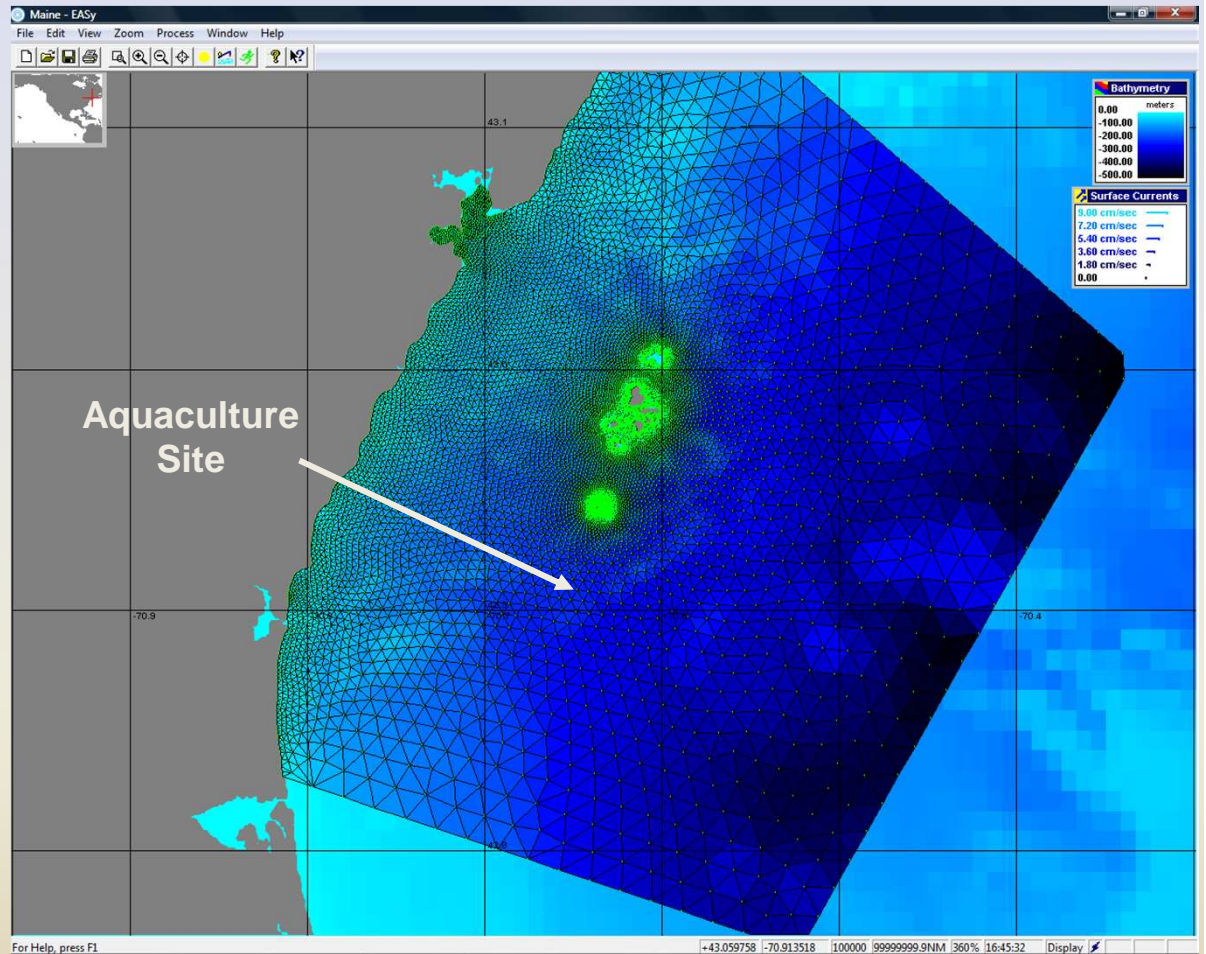 Maine - EASy
File Edit View Zoom Process Window Help
Bathymetry
meters
0.00
-100.00
-200.00
-300.00
-400.00
-500.00
Surface Currents
9.00 cm/sec
7.20 cm/sec
5.40 cm/sec
3.60 cm/sec
1.80 cm/sec
0.00
43.1
43.0
Aquaculture
Site
-70.9
-70.4
For Help, press F1
+43.059758 -70.913518 100000 99999999.9NM 360% 16:45:32 Display